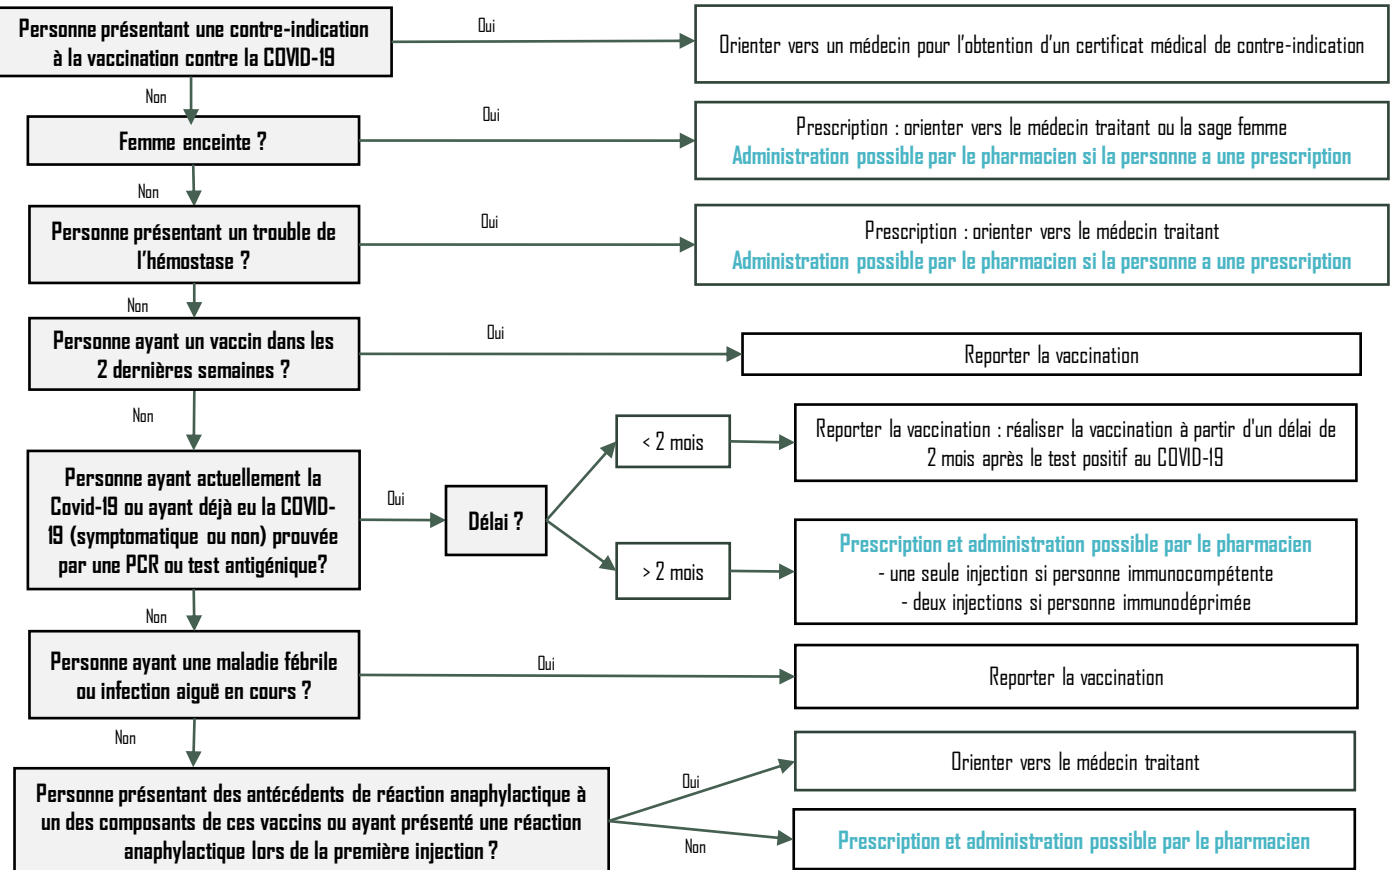 Personne présentant une contre-indication
à la vaccination contre la COVID-19
Oui
Orienter vers un médecin pour l'obtention d'un certificat médical de contre-indication
Non
Femme enceinte ?
Oui
Prescription : orienter vers le médecin traitant ou la sage femme
Administration possible par le pharmacien si la personne a une prescription
Non
Personne présentant un trouble de
l'hémostase ?
Oui
Prescription : orienter vers le médecin traitant
Administration possible par le pharmacien si la personne a une prescription
Non
Personne ayant un vaccin dans les
2 dernières semaines ?
Oui
Reporter la vaccination
Non
Personne ayant actuellement la
Covid-19 ou ayant déjà eu la COVID-
19 (symptomatique ou non) prouvée
par une PCR ou test antigénique?
Oui
Délai ?
< 2 mois
Reporter la vaccination : réaliser la vaccination à partir d'un délai de
2 mois après le test positif au COVID-19
> 2 mois
Prescription et administration possible par le pharmacien
- une seule injection si personne immunocompétente
- deux injections si personne immunodéprimée
Non
Personne ayant une maladie fébrile
ou infection aiguë en cours ?
Oui
Reporter la vaccination
Non
Personne présentant des antécédents de réaction anaphylactique à
un des composants de ces vaccins ou ayant présenté une réaction
anaphylactique lors de la première injection ?
Oui
Orienter vers le médecin traitant
Non
Prescription et administration possible par le pharmacien